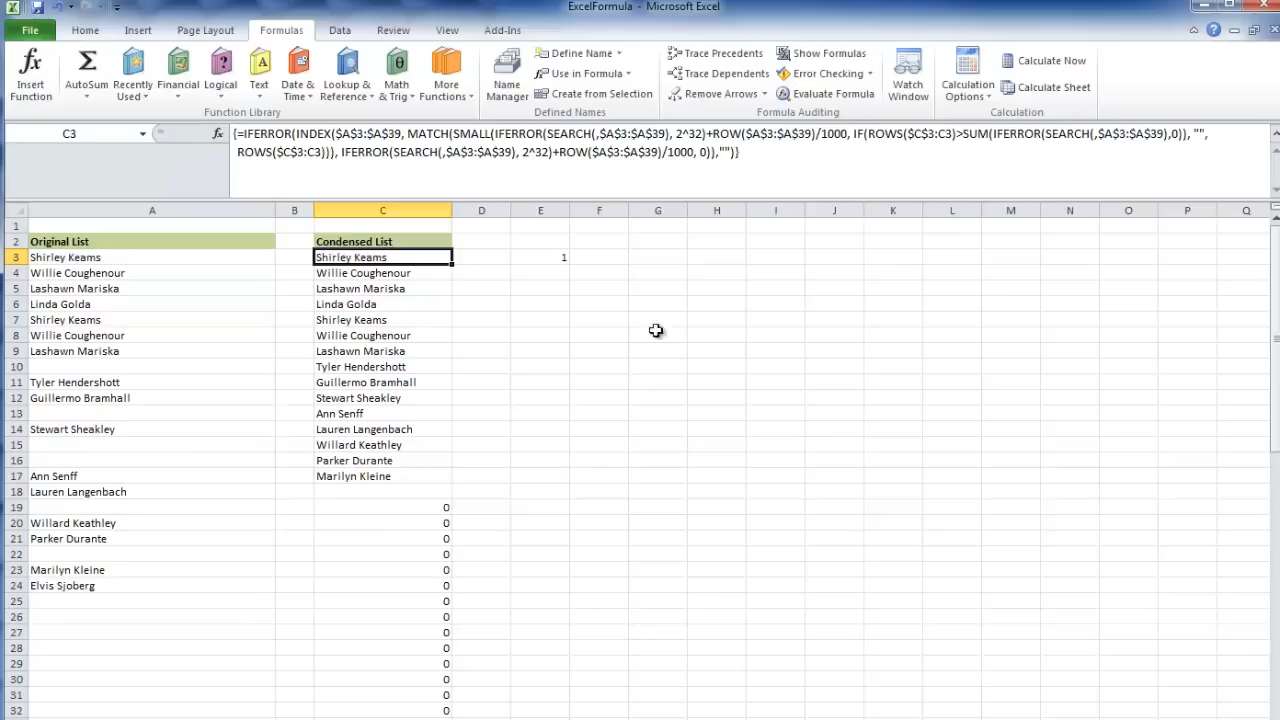 ExcelFormula - Microsoft Excel
File Home Insert Page Layout Formulas Data Review View Add-Ins
Insert Function
AutoSum
Recently Used
Financial
Logical
Text
Date & Time
Lookup & Reference
Math & Trig
More Functions
Function Library
Name Manager
Define Name
Use in Formula
Create from Selection
Defined Names
Trace Precedents
Trace Dependents
Remove Arrows
Show Formulas
Error Checking
Evaluate Formula
Formula Auditing
Watch Window
Calculation Options
Calculate Now
Calculate Sheet
Calculation
C3 fx {=IFERROR(INDEX($A$3:$A$39, MATCH(SMALL(IFERROR(SEARCH(,$A$3:$A$39), 2^32)+ROW($A$3:$A$39)/1000, IF(ROWS($C$3:C3)>SUM(IFERROR(SEARCH(,$A$3:$A$39),0)), "",
ROWS($C$3:C3))), IFERROR(SEARCH(,$A$3:$A$39), 2^32)+ROW($A$3:$A$39)/1000, 0)),"")}
A B C D E F G H I J K L M N O P Q
1
2 Original List Condensed List
3 Shirley Keams Shirley Keams 1
4 Willie Coughenour Willie Coughenour
5 Lashawn Mariska Lashawn Mariska
6 Linda Golda Linda Golda
7 Shirley Keams Shirley Keams
8 Willie Coughenour Willie Coughenour
9 Lashawn Mariska Lashawn Mariska
10 Tyler Hendershott
11 Tyler Hendershott Guillermo Bramhall
12 Guillermo Bramhall Stewart Sheakley
13 Ann Senff
14 Stewart Sheakley Lauren Langenbach
15 Willard Keathley
16 Parker Durante
17 Ann Senff Marilyn Kleine
18 Lauren Langenbach
19 0
20 Willard Keathley 0
21 Parker Durante 0
22 0
23 Marilyn Kleine 0
24 Elvis Sjoberg 0
25 0
26 0
27 0
28 0
29 0
30 0
31 0
32 0